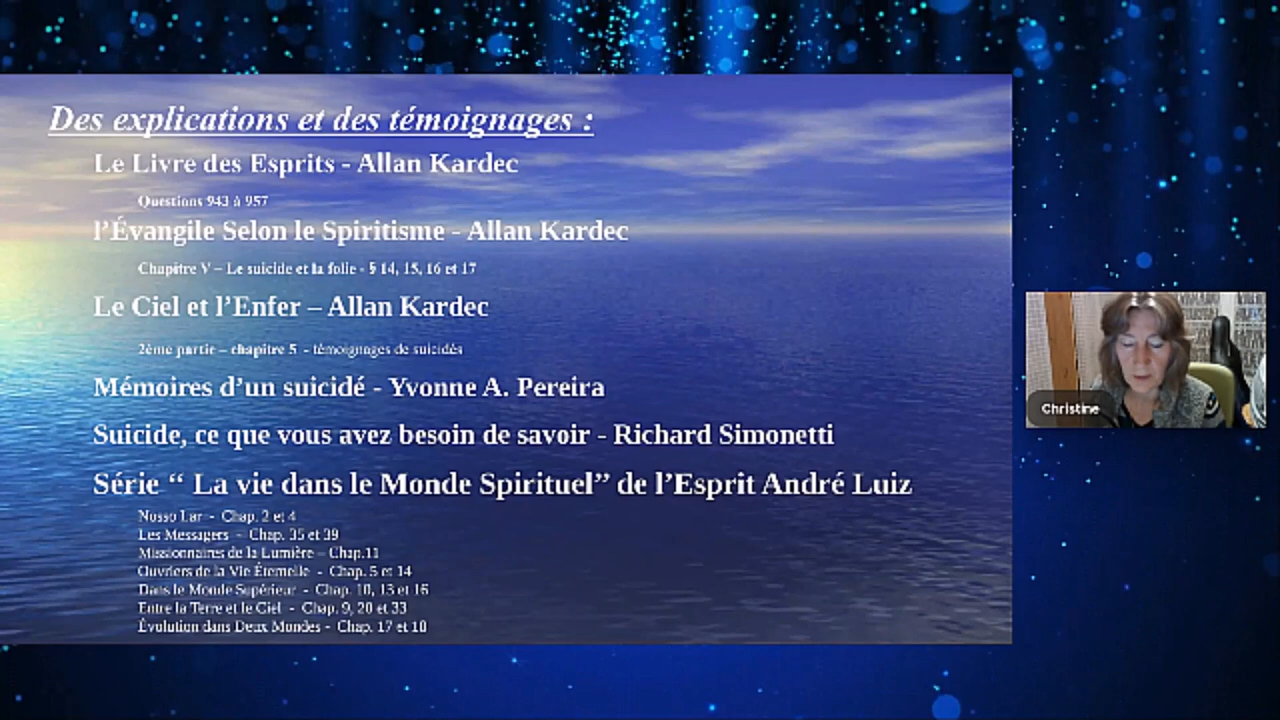 Des explications et des témoignages :
Le Livre des Esprits - Allan Kardec
Questions 943 à 957
l’Évangile Selon le Spiritisme - Allan Kardec
Chapitre V – Le suicide et la folie - § 14, 15, 16 et 17
Le Ciel et l’Enfer – Allan Kardec
2ème partie – chapitre 5 - témoignages de suicidés
Mémoires d’un suicidé - Yvonne A. Pereira
Suicide, ce que vous avez besoin de savoir - Richard Simonetti
Série “ La vie dans le Monde Spirituel” de l’Esprit André Luiz
Nosso Lar - Chap. 2 et 4
Les Messagers - Chap. 35 et 39
Missionnaires de la Lumière – Chap.11
Ouvriers de la Vie Éternelle - Chap. 5 et 14
Dans le Monde Supérieur - Chap. 10, 13 et 16
Entre la Terre et le Ciel - Chap. 9, 20 et 33
Évolution dans Deux Mondes - Chap. 17 et 18
Christine